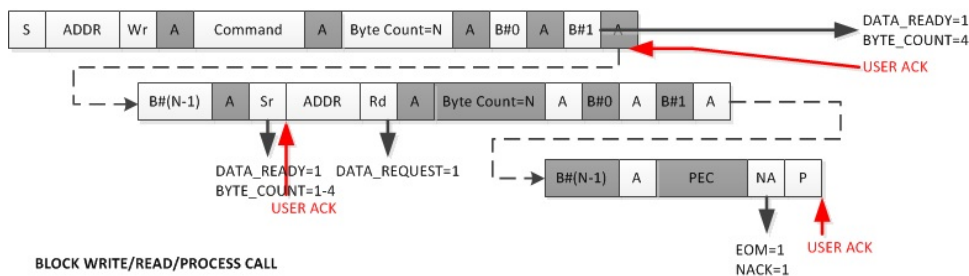 S ADDR Wr A Command A Byte Count=N A B#0 A B#1 A
DATA_READY=1
BYTE_COUNT=4
USER ACK
B#(N-1) A Sr ADDR Rd A Byte Count=N A B#0 A B#1 A
DATA_READY=1 DATA_REQUEST=1
BYTE_COUNT=1-4
USER ACK
B#(N-1) A PEC NA P
EOM=1 USER ACK
NACK=1
BLOCK WRITE/READ/PROCESS CALL